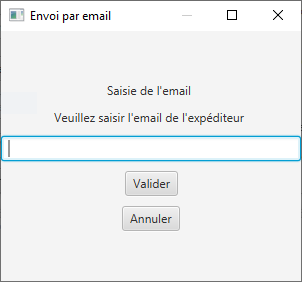 Envoi par email
Saisie de l'email
Veuillez saisir l'email de l'expéditeur
Valider
Annuler